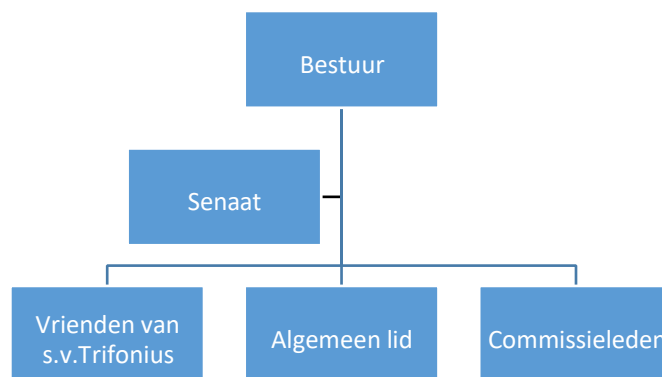 Bestuur
Senaat
Vrienden van
s.v.Trifonius
Algemeen lid
Commissieleden